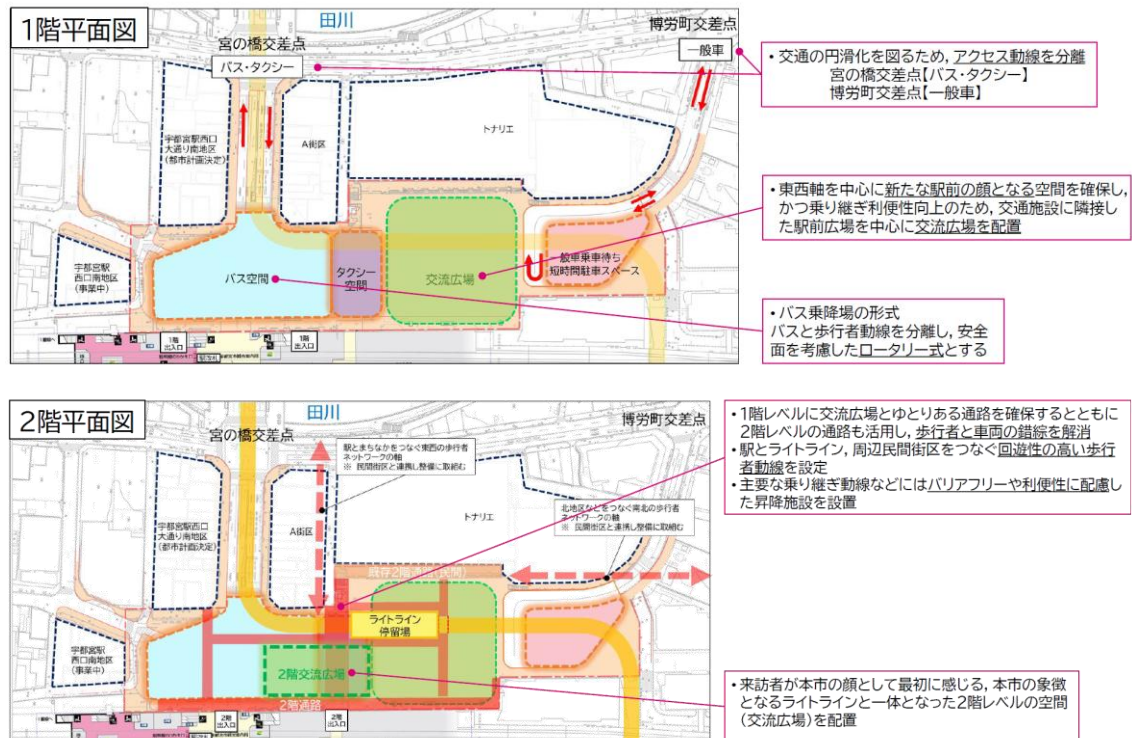 1階平面図
田川
宮の橋交差点
バス・タクシー
博労町交差点
一般車
宇都宮駅西口
大通り南地区
(都市計画決定)
A街区
トナリエ
宇都宮駅
西口南地区
(事業中)
バス空間
タクシー
空間
交流広場
般車乗車待ち
短時間駐車スペース
1階
出入口
1階
出入口
・交通の円滑化を図るため，アクセス動線を分離
宮の橋交差点【バス・タクシー】
博労町交差点【一般車】
・東西軸を中心に新たな駅前の顔となる空間を確保し，
かつ乗り継ぎ利便性向上のため，交通施設に隣接し
た駅前広場を中心に交流広場を配置
・バス乗降場の形式
バスと歩行者動線を分離し，安全
面を考慮したロータリー式とする
2階平面図
田川
宮の橋交差点
博労町交差点
駅とまちなかをつなぐ東西の歩行者
ネットワークの軸
※ 民間街区と連携し整備に取組む
北地区などをつなぐ南北の歩行者
ネットワークの軸
※ 民間街区と連携し整備に取組む
宇都宮駅西口
大通り南地区
(都市計画決定)
A街区
トナリエ
既存2階通路(民間)
ライトライン
停留場
宇都宮駅
西口南地区
(事業中)
2階交流広場
2階通路
2階
出入口
2階
出入口
・1階レベルに交流広場とゆとりある通路を確保するとともに
2階レベルの通路も活用し，歩行者と車両の錯綜を解消
・駅とライトライン，周辺民間街区をつなぐ回遊性の高い歩行
者動線を設定
・主要な乗り継ぎ動線などにはバリアフリーや利便性に配慮し
た昇降施設を設置
・来訪者が本市の顔として最初に感じる，本市の象徴
となるライトラインと一体となった2階レベルの空間
(交流広場)を配置